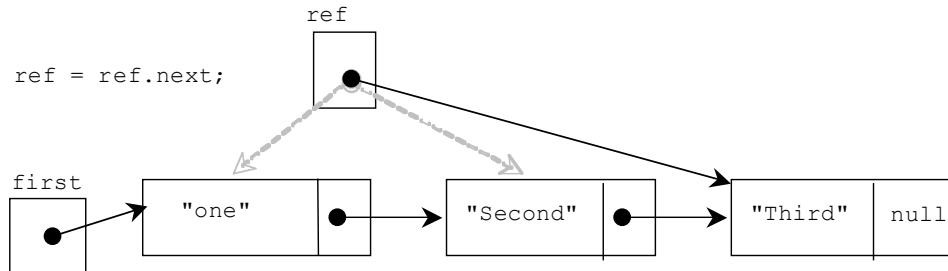 ref
ref = ref.next;
first
"one"
"Second"
"Third"
null